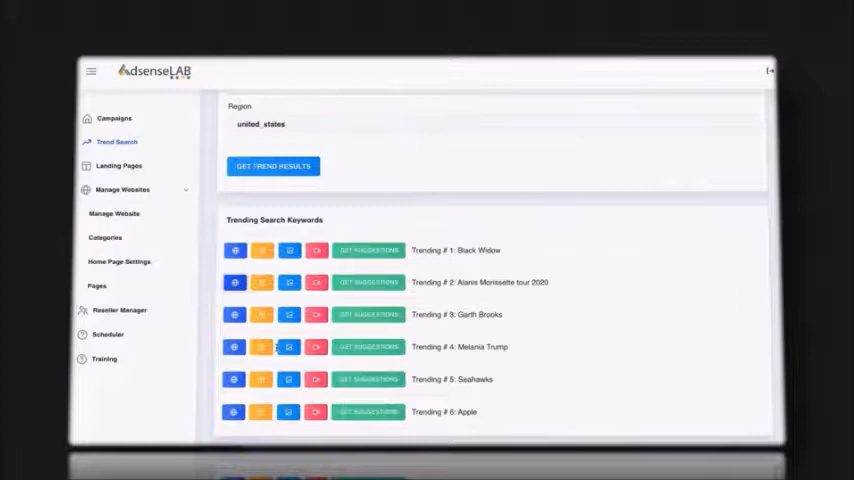 AdsenseLAB
Region
united_states
Campaigns
Trend Search
GET TREND RESULTS
Landing Pages
Manage Websites
Manage Website
Categories
Home Page Settings
Pages
Reseller Manager
Scheduler
Training
Trending Search Keywords
GET SUGGESTIONS Trending # 1: Black Widow
GET SUGGESTIONS Trending # 2: Alanis Morissette tour 2020
GET SUGGESTIONS Trending # 3: Garth Brooks
GET SUGGESTIONS Trending # 4: Melania Trump
GET SUGGESTIONS Trending # 5: Seahawks
GET SUGGESTIONS Trending # 6: Apple